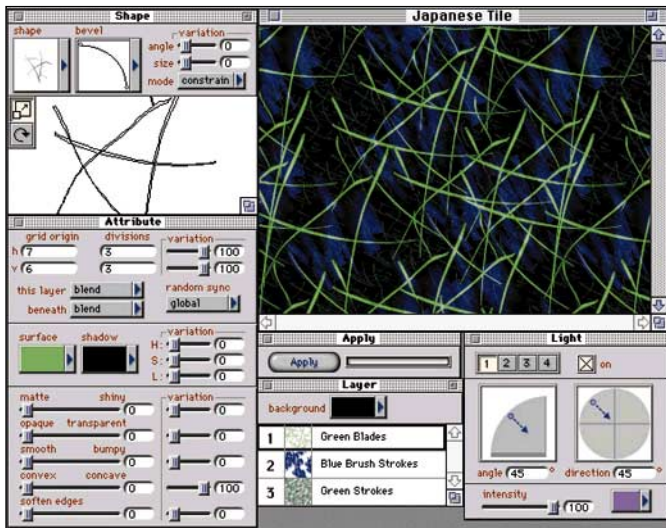 Shape
shape bevel variation
angle 0
size 0
mode constrain
Attribute
grid origin divisions variation
h 7 3 100
v 6 3 100
this layer blend random sync
beneath blend global
surface shadow variation
H: 0
S: 0
L: 0
matte shiny variation
0 0
opaque transparent
0 0
smooth bumpy
0 0
convex concave
0 100
soften edges
0 0
Japanese Tile
Apply
Apply
Layer
background
1 Green Blades
2 Blue Brush Strokes
3 Green Strokes
Light
1 2 3 4 on
angle 45 ° direction 45 °
intensity 100